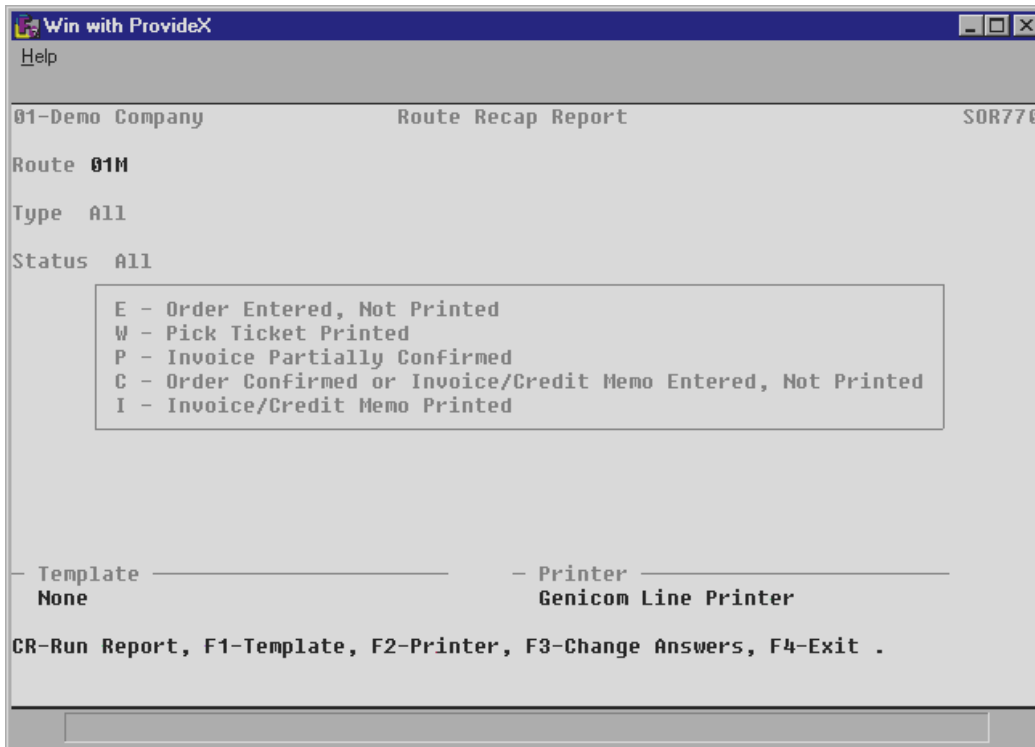 Win with ProvideX
Help
01-Demo Company Route Recap Report SOR770
Route 01M
Type All
Status All
E - Order Entered, Not Printed
W - Pick Ticket Printed
P - Invoice Partially Confirmed
C - Order Confirmed or Invoice/Credit Memo Entered, Not Printed
I - Invoice/Credit Memo Printed
Template Printer
None Genicom Line Printer
CR-Run Report, F1-Template, F2-Printer, F3-Change Answers, F4-Exit .